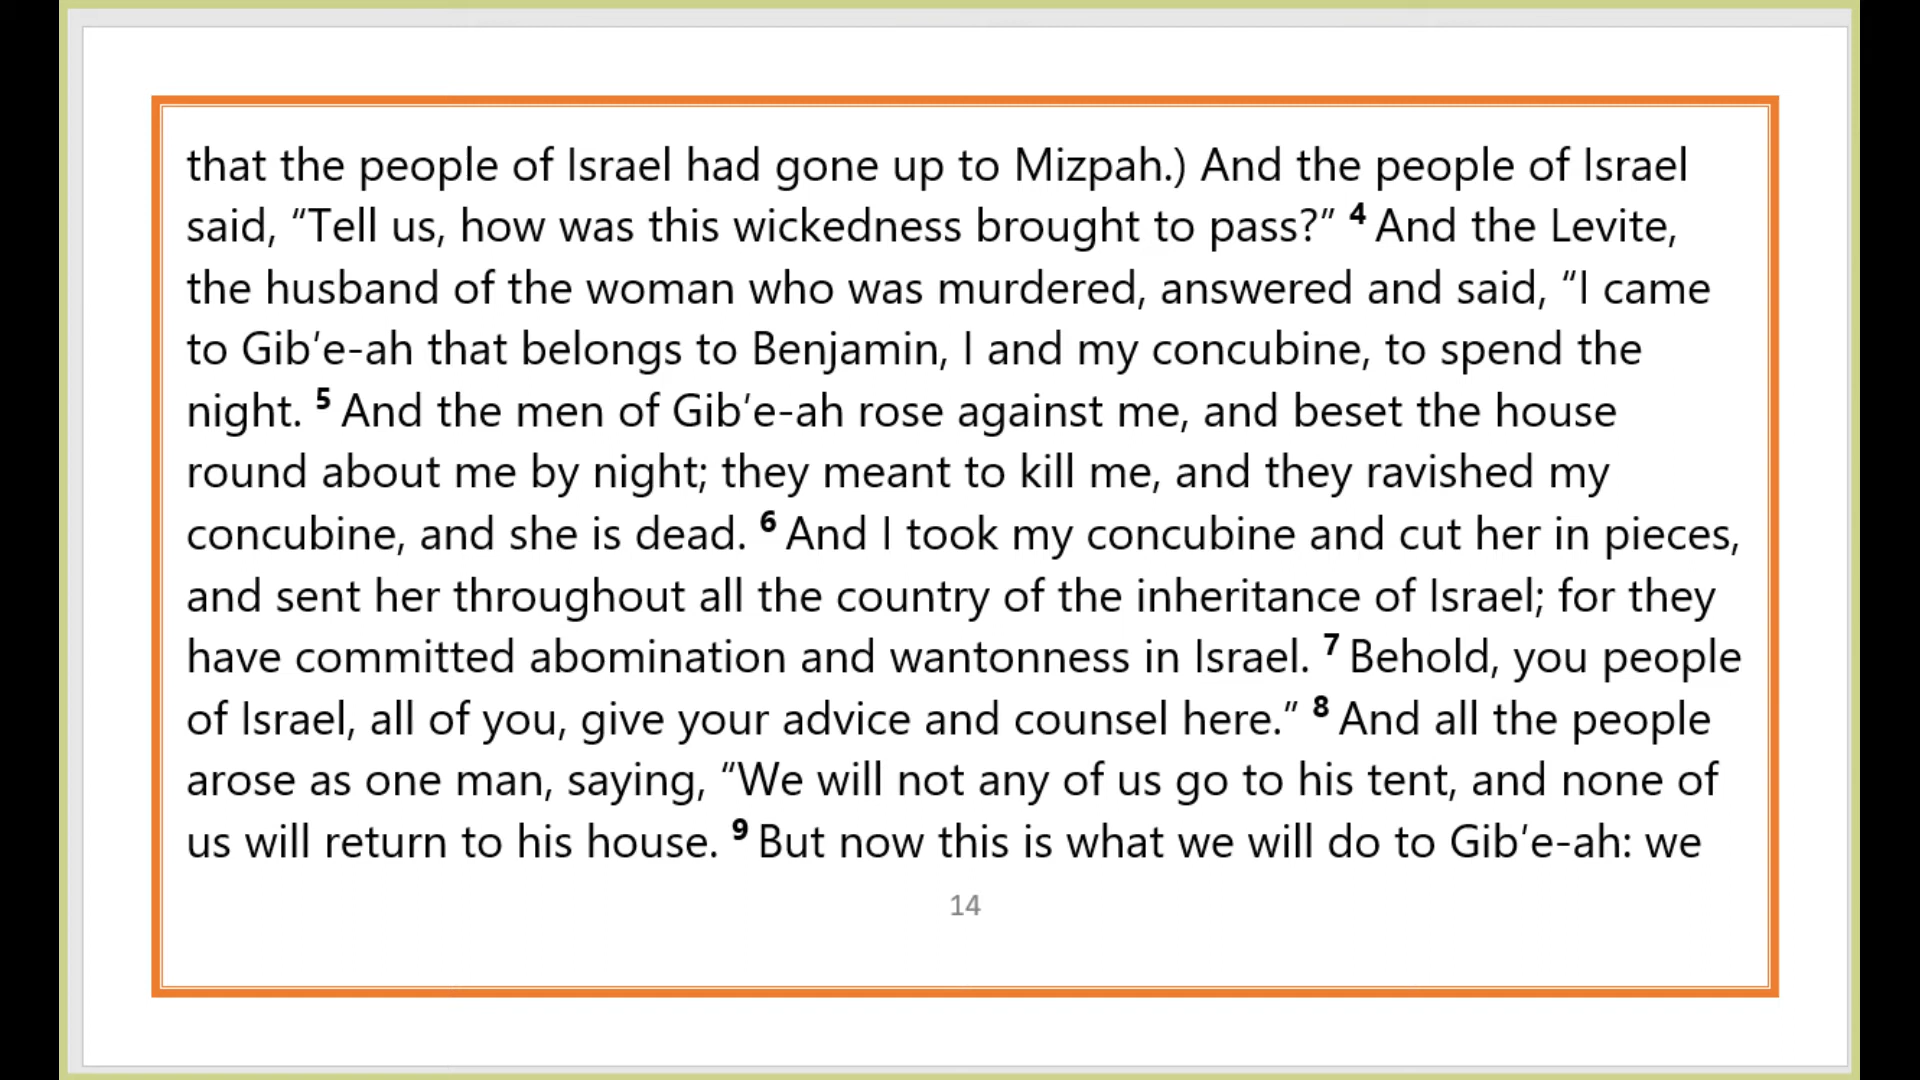 that the people of Israel had gone up to Mizpah.) And the people of Israel
said, “Tell us, how was this wickedness brought to pass?” 4 And the Levite,
the husband of the woman who was murdered, answered and said, “I came
to Gib′e-ah that belongs to Benjamin, I and my concubine, to spend the
night. 5 And the men of Gib′e-ah rose against me, and beset the house
round about me by night; they meant to kill me, and they ravished my
concubine, and she is dead. 6 And I took my concubine and cut her in pieces,
and sent her throughout all the country of the inheritance of Israel; for they
have committed abomination and wantonness in Israel. 7 Behold, you people
of Israel, all of you, give your advice and counsel here.” 8 And all the people
arose as one man, saying, “We will not any of us go to his tent, and none of
us will return to his house. 9 But now this is what we will do to Gib′e-ah: we
14